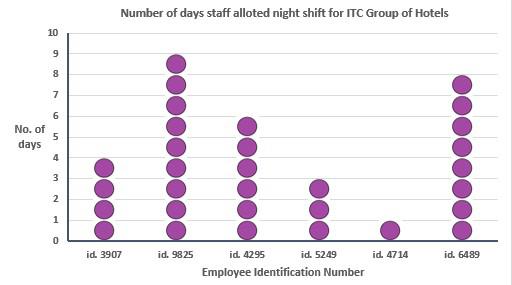 Number of days staff alloted night shift for ITC Group of Hotels
10
9
8
7
6
5
4
3
2
1
0
No. of
days
id. 3907 id. 9825 id. 4295 id. 5249 id. 4714 id. 6489
Employee Identification Number